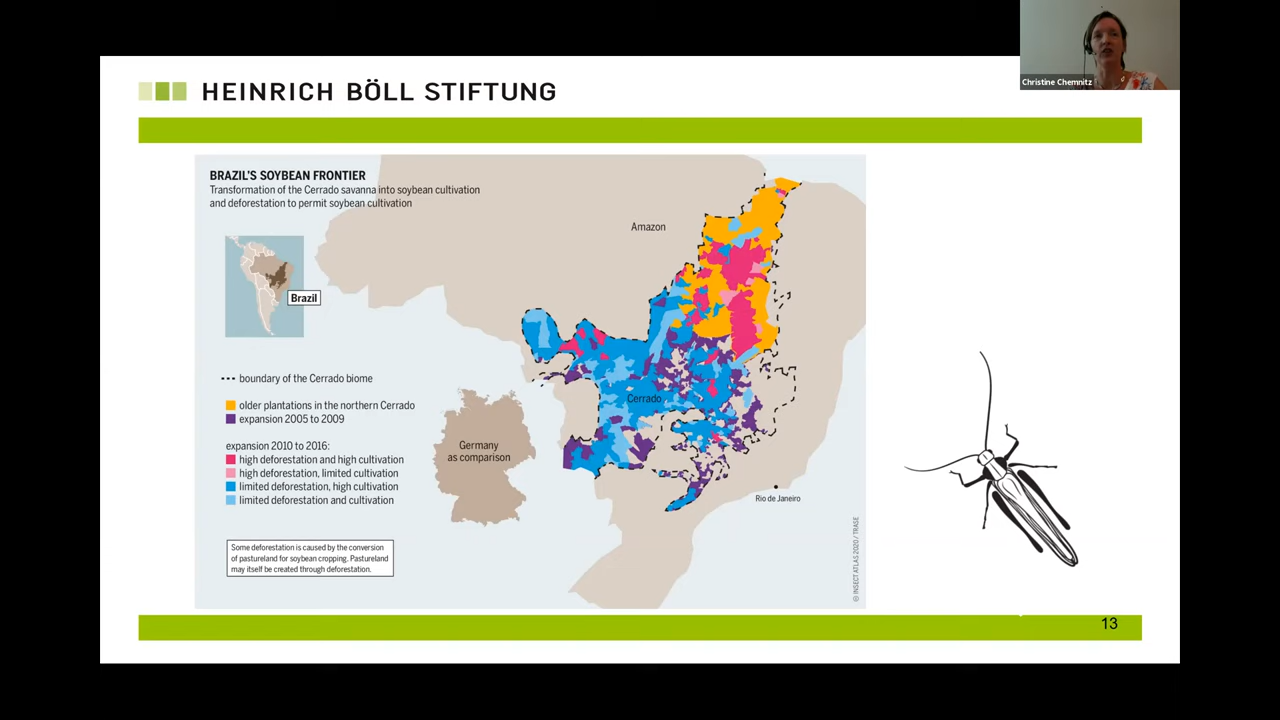 Christine Chemnitz
HEINRICH BÖLL STIFTUNG
BRAZIL'S SOYBEAN FRONTIER
Transformation of the Cerrado savanna into soybean cultivation
and deforestation to permit soybean cultivation
Amazon
Brazil
boundary of the Cerrado biome
older plantations in the northern Cerrado
expansion 2005 to 2009
expansion 2010 to 2016:
high deforestation and high cultivation
high deforestation, limited cultivation
limited deforestation, high cultivation
limited deforestation and cultivation
Cerrado
Germany
as comparison
Rio de Janeiro
Some deforestation is caused by the conversion
of pastureland for soybean cropping. Pastureland
may itself be created through deforestation.
© INSECT ATLAS 2020 / TRASE
13